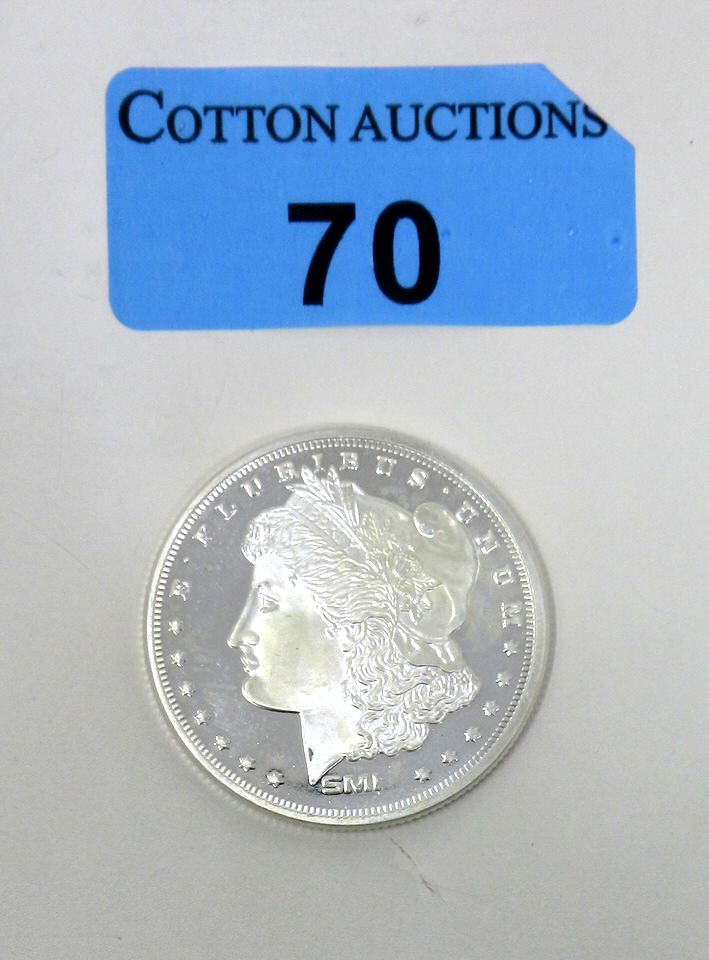 COTTON AUCTIONS
70
E · PLURIBUS · UNUM
SMI